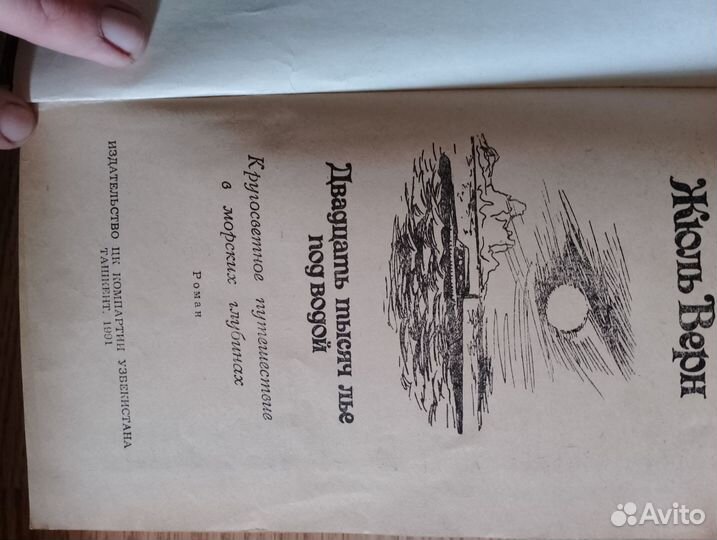 Жюль Верн
Двадцать тысяч лье
под водой
Кругосветное путешествие
в морских глубинах
Роман
ИЗДАТЕЛЬСТВО ЦК КОМПАРТИИ УЗБЕКИСТАНА
ТАШКЕНТ, 1991
Avito